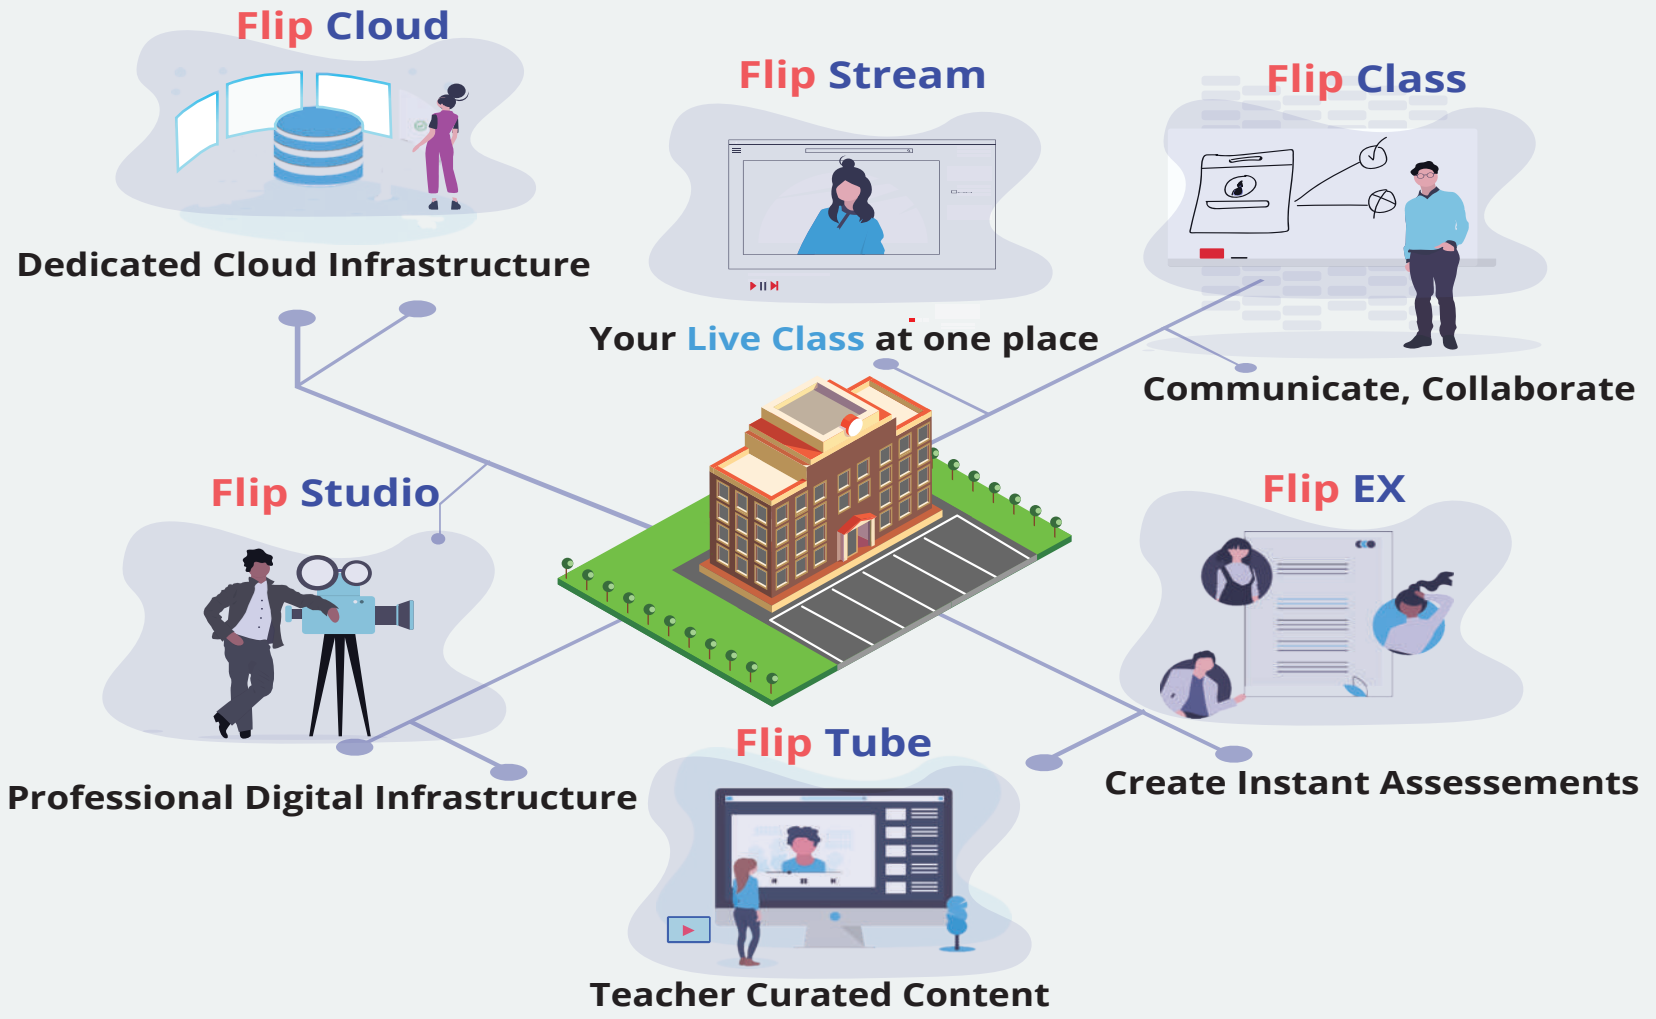 Flip Cloud
Dedicated Cloud Infrastructure
Flip Stream
Your Live Class at one place
Flip Class
Communicate, Collaborate
Flip Studio
Professional Digital Infrastructure
Flip EX
Create Instant Assessements
Flip Tube
Teacher Curated Content